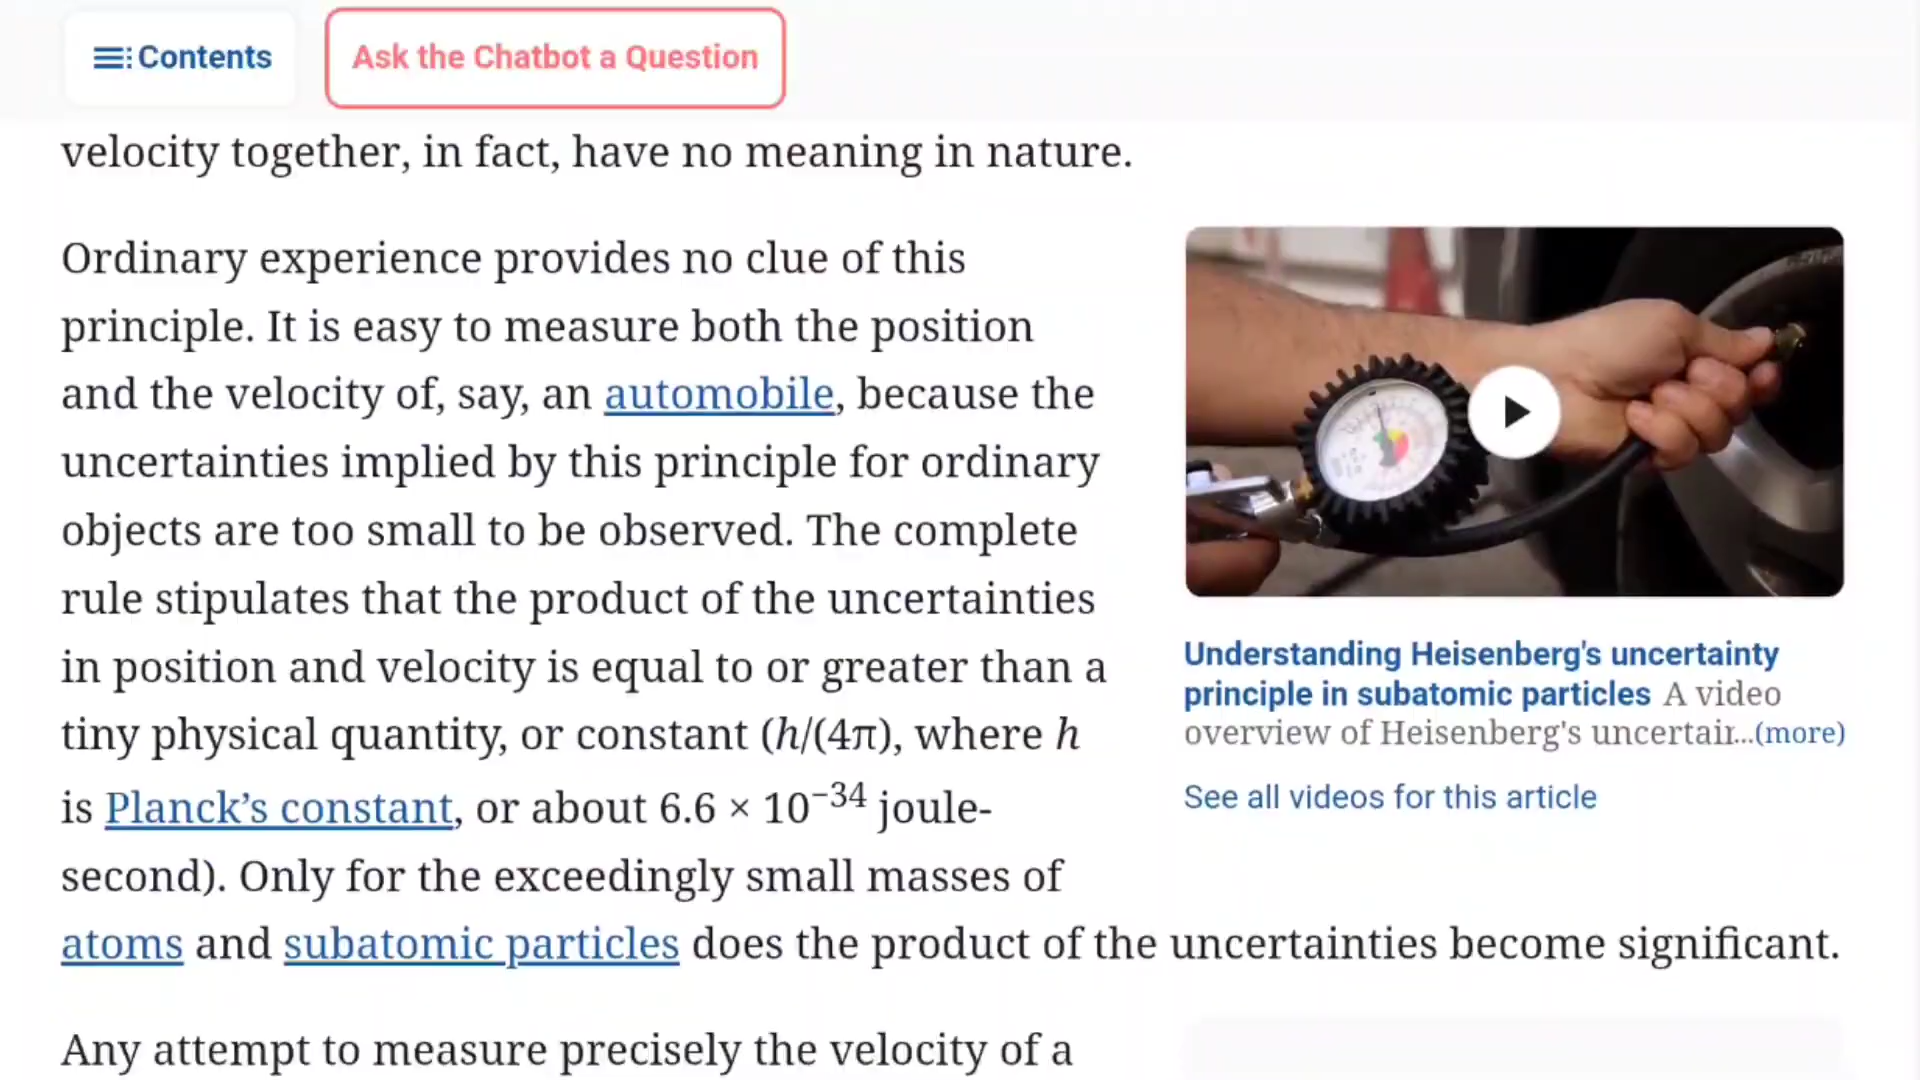 Contents
Ask the Chatbot a Question
velocity together, in fact, have no meaning in nature.
Ordinary experience provides no clue of this
principle. It is easy to measure both the position
and the velocity of, say, an automobile, because the
uncertainties implied by this principle for ordinary
objects are too small to be observed. The complete
rule stipulates that the product of the uncertainties
in position and velocity is equal to or greater than a
tiny physical quantity, or constant (h/(4π), where h
is Planck’s constant, or about 6.6 × 10⁻³⁴ joule-
second). Only for the exceedingly small masses of
atoms and subatomic particles does the product of the uncertainties become significant.
Understanding Heisenberg's uncertainty
principle in subatomic particles A video
overview of Heisenberg's uncertair...(more)
See all videos for this article
Any attempt to measure precisely the velocity of a